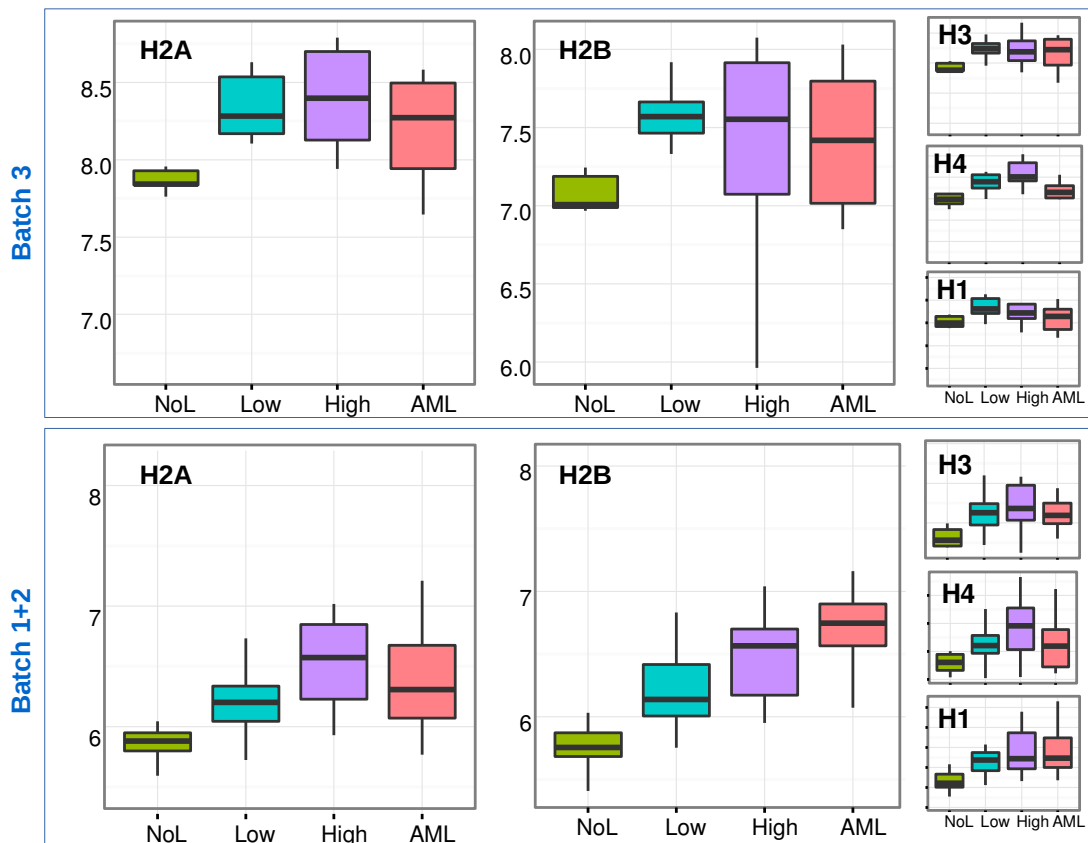 Batch 3
H2A
8.5
8.0
7.5
7.0
NoL Low High AML
H2B
8.0
7.5
7.0
6.5
6.0
NoL Low High AML
H3
H4
H1
NoL Low High AML
Batch 1+2
H2A
8
7
6
NoL Low High AML
H2B
8
7
6
NoL Low High AML
H3
H4
H1
NoL Low High AML